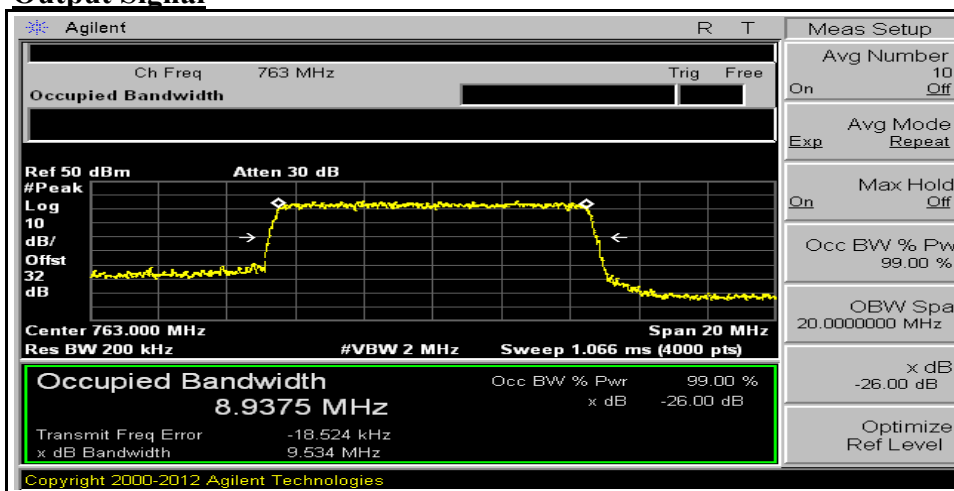 Output Signal
Agilent R T
Ch Freq 763 MHz Trig Free
Occupied Bandwidth
Ref 50 dBm Atten 30 dB
#Peak
Log
10
dB/
Offst
32
dB
Center 763.000 MHz Span 20 MHz
Res BW 200 kHz #VBW 2 MHz Sweep 1.066 ms (4000 pts)
Occupied Bandwidth Occ BW % Pwr 99.00 %
8.9375 MHz x dB -26.00 dB
Transmit Freq Error -18.524 kHz
x dB Bandwidth 9.534 MHz
Copyright 2000-2012 Agilent Technologies
Meas Setup
Avg Number
10
On Off
Avg Mode
Exp Repeat
Max Hold
On Off
Occ BW % Pw
99.00 %
OBW Spa
20.0000000 MHz
x dB
-26.00 dB
Optimize
Ref Level